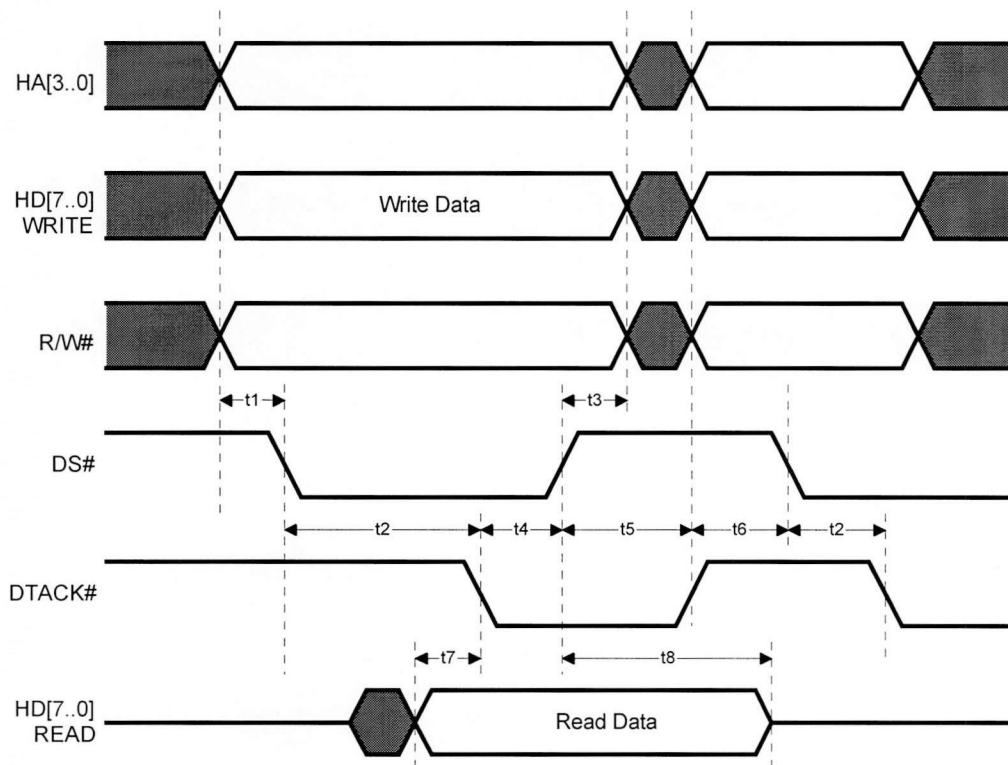 HA[3..0]
HD[7..0]
WRITE
Write Data
R/W#
t1
t3
DS#
t2
t4
t5
t6
t2
DTACK#
t7
t8
HD[7..0]
READ
Read Data